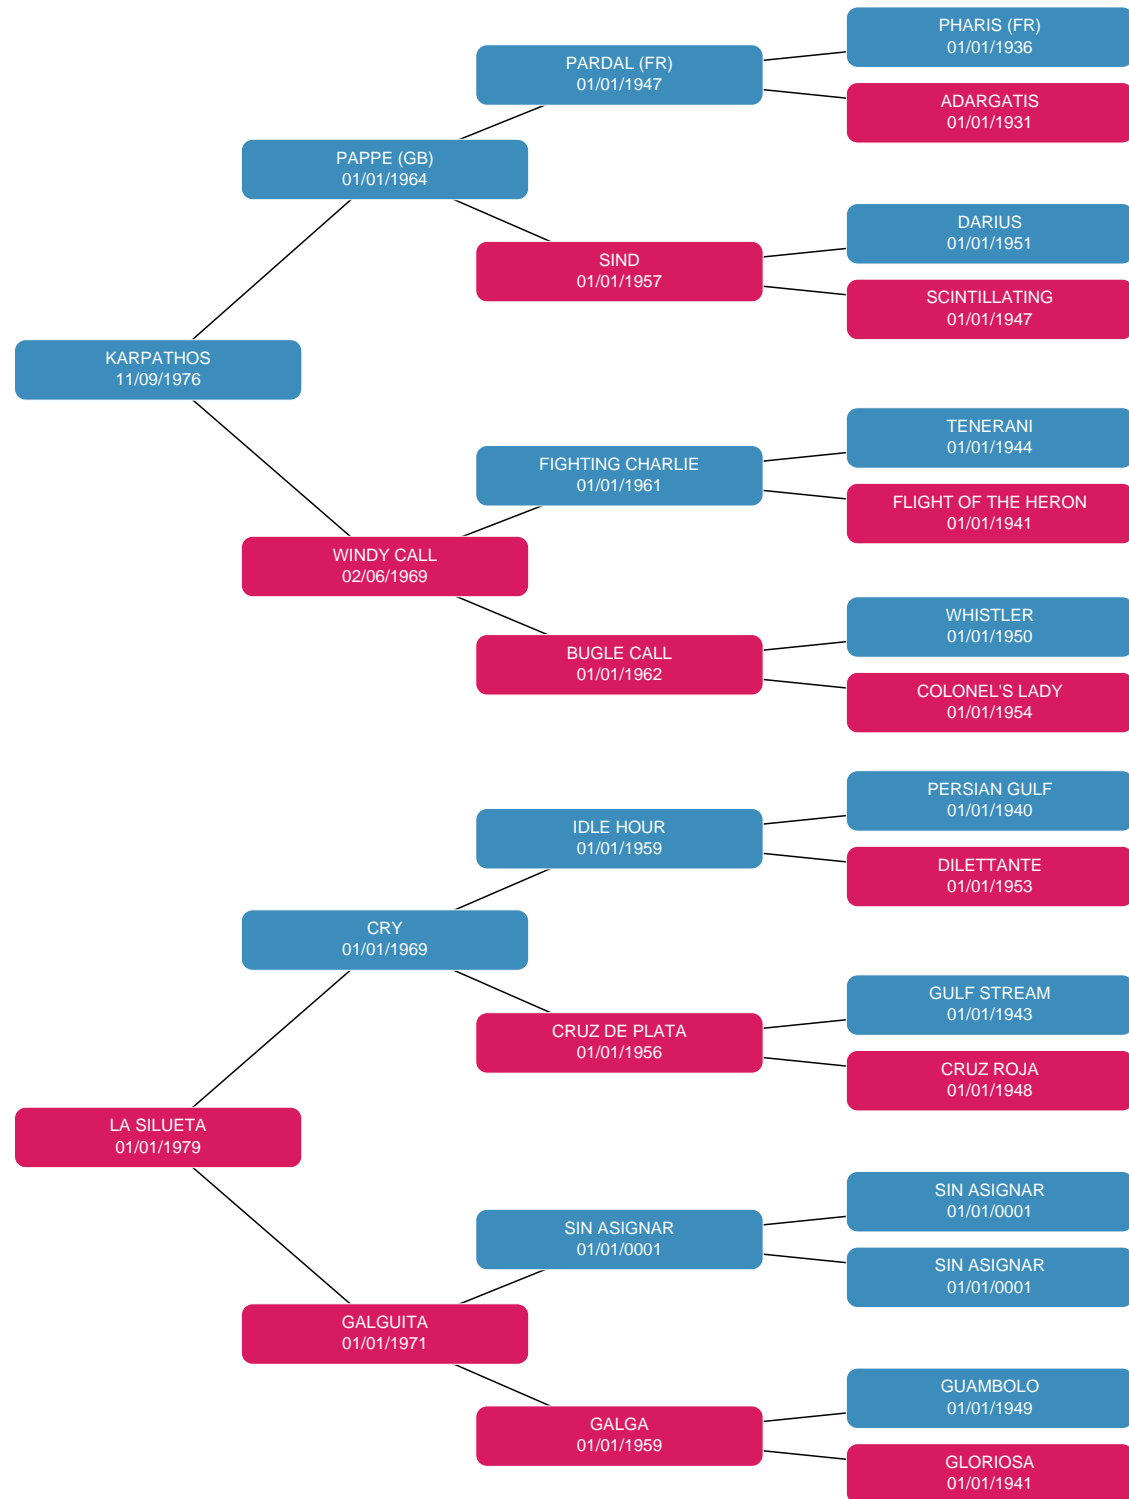 PHARIS (FR)
01/01/1936
PARDAL (FR)
01/01/1947
ADARGATIS
01/01/1931
PAPPE (GB)
01/01/1964
DARIUS
01/01/1951
SIND
01/01/1957
SCINTILLATING
01/01/1947
KARPATHOS
11/09/1976
TENERANI
01/01/1944
FIGHTING CHARLIE
01/01/1961
FLIGHT OF THE HERON
01/01/1941
WINDY CALL
02/06/1969
WHISTLER
01/01/1950
BUGLE CALL
01/01/1962
COLONEL'S LADY
01/01/1954
PERSIAN GULF
01/01/1940
IDLE HOUR
01/01/1959
DILETTANTE
01/01/1953
CRY
01/01/1969
GULF STREAM
01/01/1943
CRUZ DE PLATA
01/01/1956
CRUZ ROJA
01/01/1948
LA SILUETA
01/01/1979
SIN ASIGNAR
01/01/0001
SIN ASIGNAR
01/01/0001
SIN ASIGNAR
01/01/0001
GALGUITA
01/01/1971
GUAMBOLO
01/01/1949
GALGA
01/01/1959
GLORIOSA
01/01/1941